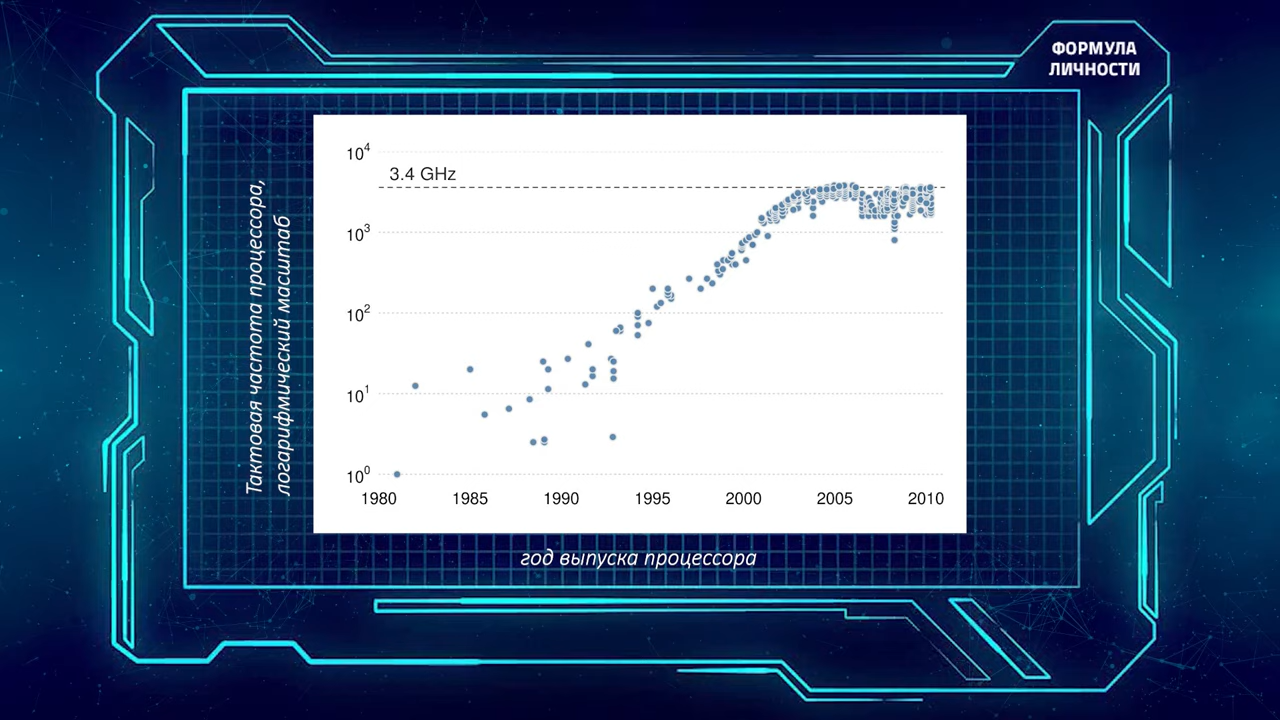 ФОРМУЛА
ЛИЧНОСТИ
Тактовая частота процессора,
логарифмический масштаб
10⁴
3.4 GHz
10³
10²
10¹
10⁰
1980 1985 1990 1995 2000 2005 2010
год выпуска процессора